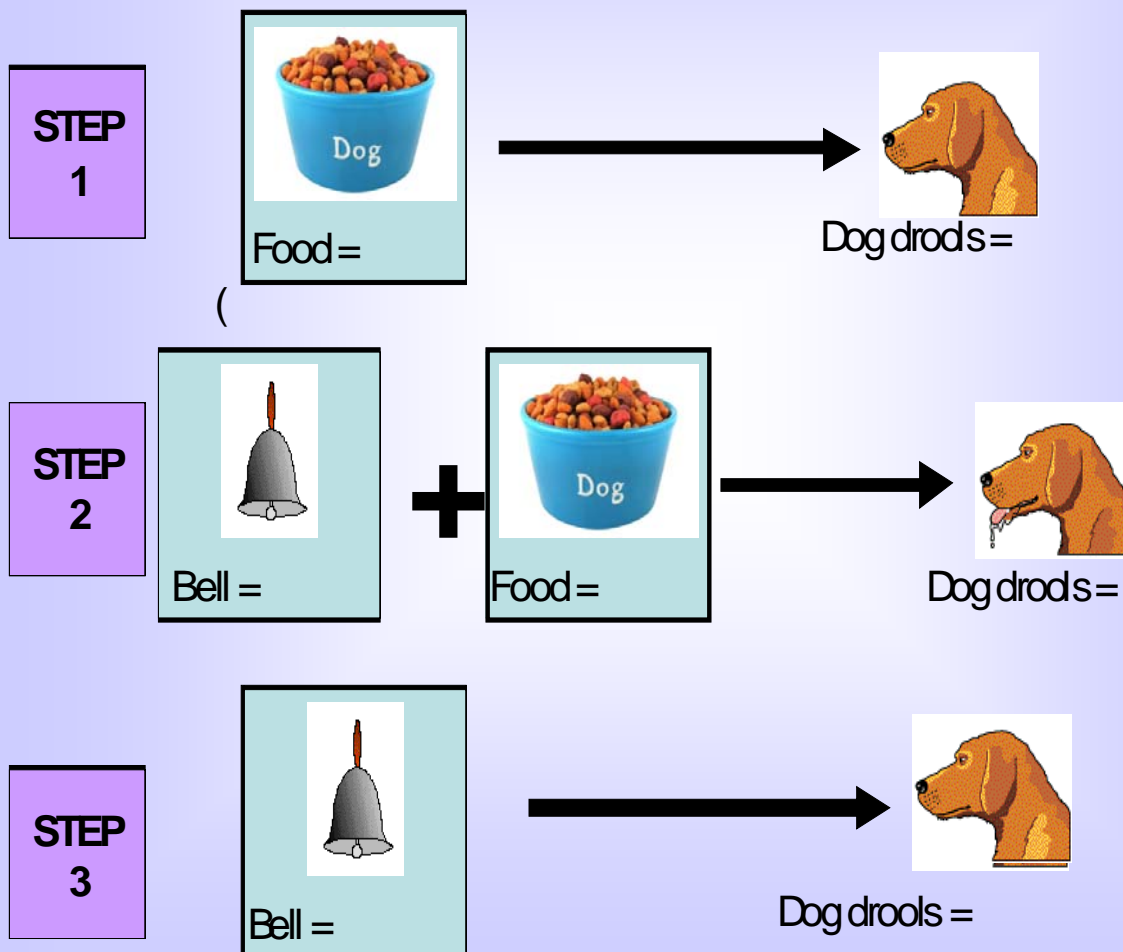 STEP
1
Dog
Food =
Dog drools =
(
STEP
2
Bell =
+
Dog
Food =
Dog drools =
STEP
3
Bell =
Dog drools =